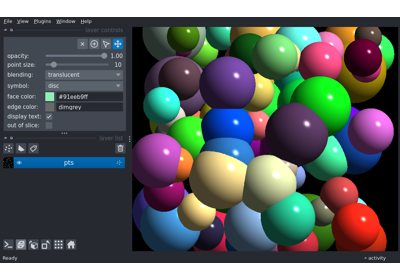 File View Plugins Window Help
layer controls
opacity: 1.00
point size: 10
blending: translucent
symbol: disc
face color: #91eeb9ff
edge color: dimgrey
display text:
out of slice:
layer list
pts
Ready
activity